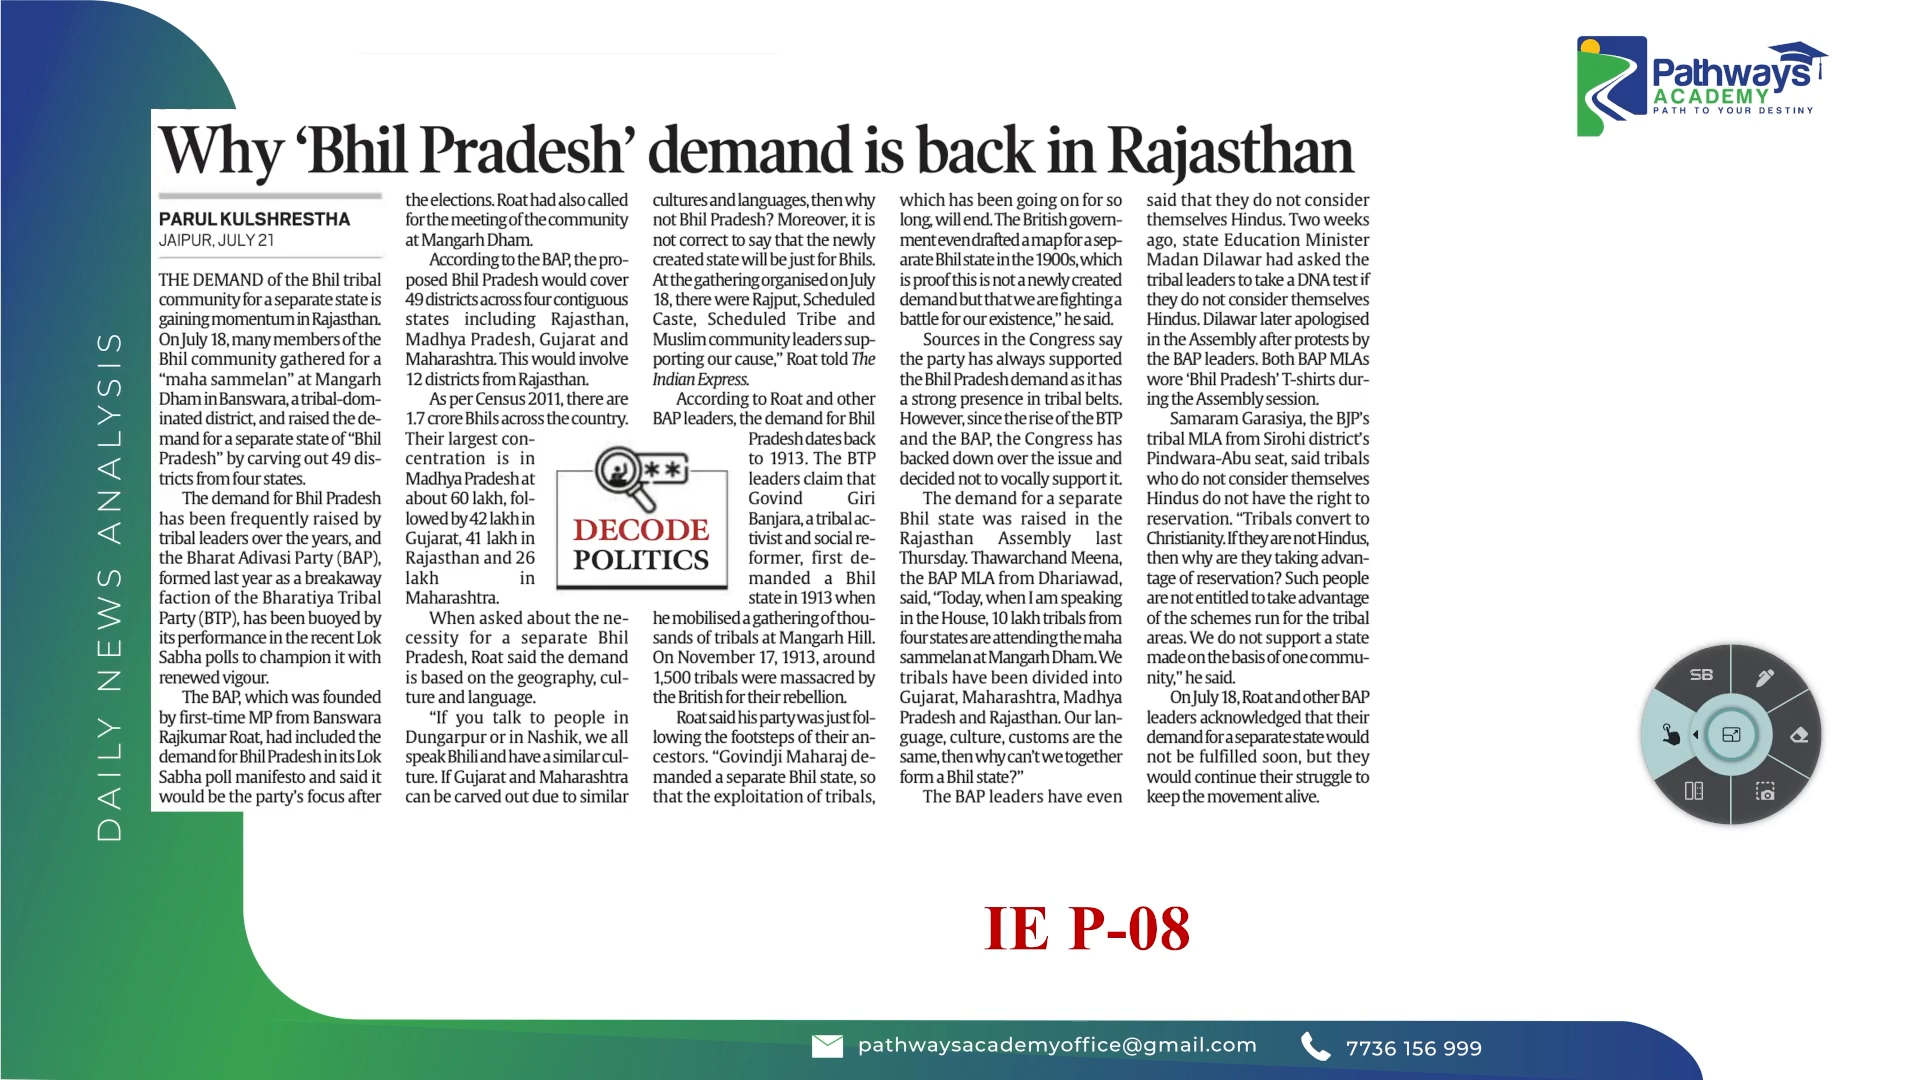 Pathways
ACADEMY
PATH TO YOUR DESTINY
DAILY NEWS ANALYSIS
Why ‘Bhil Pradesh’ demand is back in Rajasthan
PARUL KULSHRESTHA
JAIPUR, JULY 21
THE DEMAND of the Bhil tribal
community for a separate state is
gaining momentum in Rajasthan.
On July 18, many members of the
Bhil community gathered for a
“maha sammelan” at Mangarh
Dham in Banswara, a tribal-dom-
inated district, and raised the de-
mand for a separate state of “Bhil
Pradesh” by carving out 49 dis-
tricts from four states.
The demand for Bhil Pradesh
has been frequently raised by
tribal leaders over the years, and
the Bharat Adivasi Party (BAP),
formed last year as a breakaway
faction of the Bharatiya Tribal
Party (BTP), has been buoyed by
its performance in the recent Lok
Sabha polls to champion it with
renewed vigour.
The BAP, which was founded
by first-time MP from Banswara
Rajkumar Roat, had included the
demand for Bhil Pradesh in its Lok
Sabha poll manifesto and said it
would be the party’s focus after
the elections. Roat had also called
for the meeting of the community
at Mangarh Dham.
According to the BAP, the pro-
posed Bhil Pradesh would cover
49 districts across four contiguous
states including Rajasthan,
Madhya Pradesh, Gujarat and
Maharashtra. This would involve
12 districts from Rajasthan.
As per Census 2011, there are
1.7 crore Bhils across the country.
Their largest con-
centration is in
Madhya Pradesh at
about 60 lakh, fol-
lowed by 42 lakh in
Gujarat, 41 lakh in
Rajasthan and 26
lakh in
Maharashtra.
When asked about the ne-
cessity for a separate Bhil
Pradesh, Roat said the demand
is based on the geography, cul-
ture and language.
“If you talk to people in
Dungarpur or in Nashik, we all
speak Bhili and have a similar cul-
ture. If Gujarat and Maharashtra
can be carved out due to similar
DECODE
POLITICS
cultures and languages, then why
not Bhil Pradesh? Moreover, it is
not correct to say that the newly
created state will be just for Bhils.
At the gathering organised on July
18, there were Rajput, Scheduled
Caste, Scheduled Tribe and
Muslim community leaders sup-
porting our cause,” Roat told The
Indian Express.
According to Roat and other
BAP leaders, the demand for Bhil
Pradesh dates back
to 1913. The BTP
leaders claim that
Govind Giri
Banjara, a tribal ac-
tivist and social re-
former, first de-
manded a Bhil
state in 1913 when
he mobilised a gathering of thou-
sands of tribals at Mangarh Hill.
On November 17, 1913, around
1,500 tribals were massacred by
the British for their rebellion.
Roat said his party was just fol-
lowing the footsteps of their an-
cestors. “Govindji Maharaj de-
manded a separate Bhil state, so
that the exploitation of tribals,
which has been going on for so
long, will end. The British govern-
ment even drafted a map for a sep-
arate Bhil state in the 1900s, which
is proof this is not a newly created
demand but that we are fighting a
battle for our existence,” he said.
Sources in the Congress say
the party has always supported
the Bhil Pradesh demand as it has
a strong presence in tribal belts.
However, since the rise of the BTP
and the BAP, the Congress has
backed down over the issue and
decided not to vocally support it.
The demand for a separate
Bhil state was raised in the
Rajasthan Assembly last
Thursday. Thawarchand Meena,
the BAP MLA from Dhariawad,
said, “Today, when I am speaking
in the House, 10 lakh tribals from
four states are attending the maha
sammelan at Mangarh Dham. We
tribals have been divided into
Gujarat, Maharashtra, Madhya
Pradesh and Rajasthan. Our lan-
guage, culture, customs are the
same, then why can’t we together
form a Bhil state?”
The BAP leaders have even
said that they do not consider
themselves Hindus. Two weeks
ago, state Education Minister
Madan Dilawar had asked the
tribal leaders to take a DNA test if
they do not consider themselves
Hindus. Dilawar later apologised
in the Assembly after protests by
the BAP leaders. Both BAP MLAs
wore ‘Bhil Pradesh’ T-shirts dur-
ing the Assembly session.
Samaram Garasiya, the BJP’s
tribal MLA from Sirohi district’s
Pindwara-Abu seat, said tribals
who do not consider themselves
Hindus do not have the right to
reservation. “Tribals convert to
Christianity. If they are not Hindus,
then why are they taking advan-
tage of reservation? Such people
are not entitled to take advantage
of the schemes run for the tribal
areas. We do not support a state
made on the basis of one commu-
nity,” he said.
On July 18, Roat and other BAP
leaders acknowledged that their
demand for a separate state would
not be fulfilled soon, but they
would continue their struggle to
keep the movement alive.
SB
IE P-08
pathwaysacademyoffice@gmail.com
7736 156 999